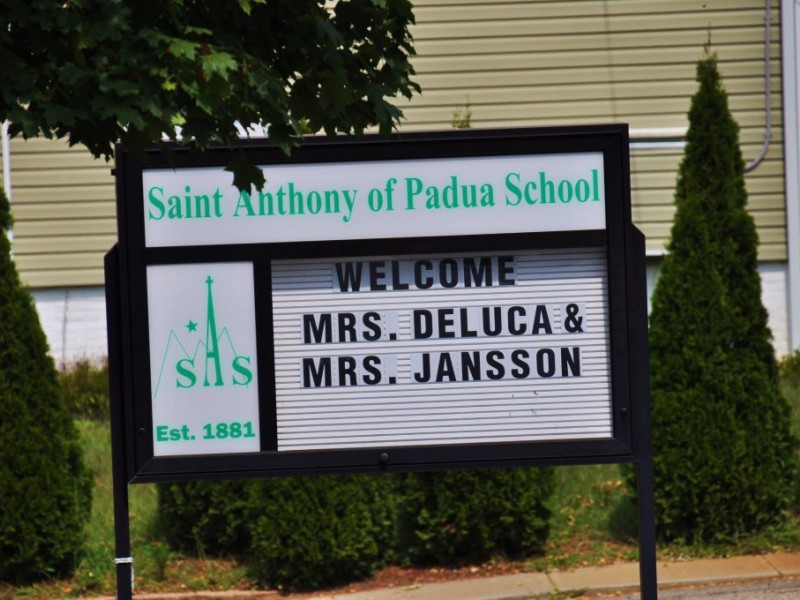 Saint Anthony of Padua School
WELCOME
MRS. DELUCA &
MRS. JANSSON
SAS
Est. 1881